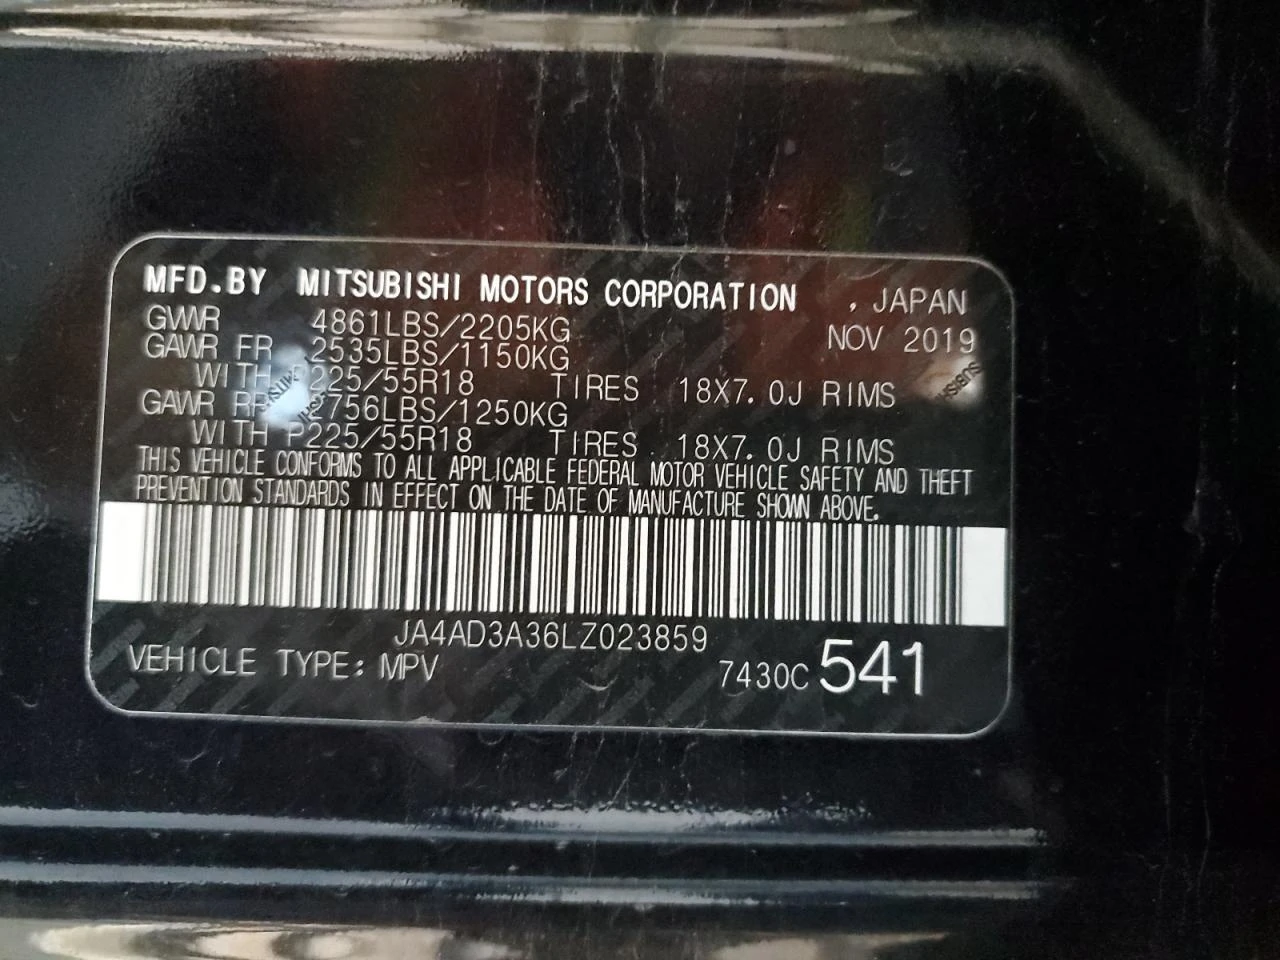 MFD.BY MITSUBISHI MOTORS CORPORATION , JAPAN
GVWR 4861LBS/2205KG NOV 2019
GAWR FR 2535LBS/1150KG
WITH P225/55R18 TIRES 18X7.0J RIMS
GAWR RR 2756LBS/1250KG
WITH P225/55R18 TIRES 18X7.0J RIMS
THIS VEHICLE CONFORMS TO ALL APPLICABLE FEDERAL MOTOR VEHICLE SAFETY AND THEFT
PREVENTION STANDARDS IN EFFECT ON THE DATE OF MANUFACTURE SHOWN ABOVE.
JA4AD3A36LZ023859
VEHICLE TYPE: MPV 7430C 541